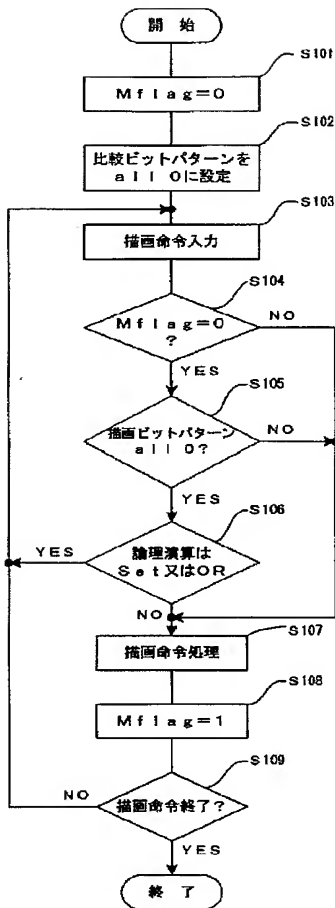 開 始
S101
Mflag=0
S102
比較ビットパターンを
all 0に設定
S103
描画命令入力
S104
Mflag=0
?
NO
YES
S105
描画ビットパターン
all 0?
NO
YES
S106
論理演算は
Set又はOR
YES
NO
S107
描画命令処理
S108
Mflag=1
S109
描画命令終了?
NO
YES
終 了